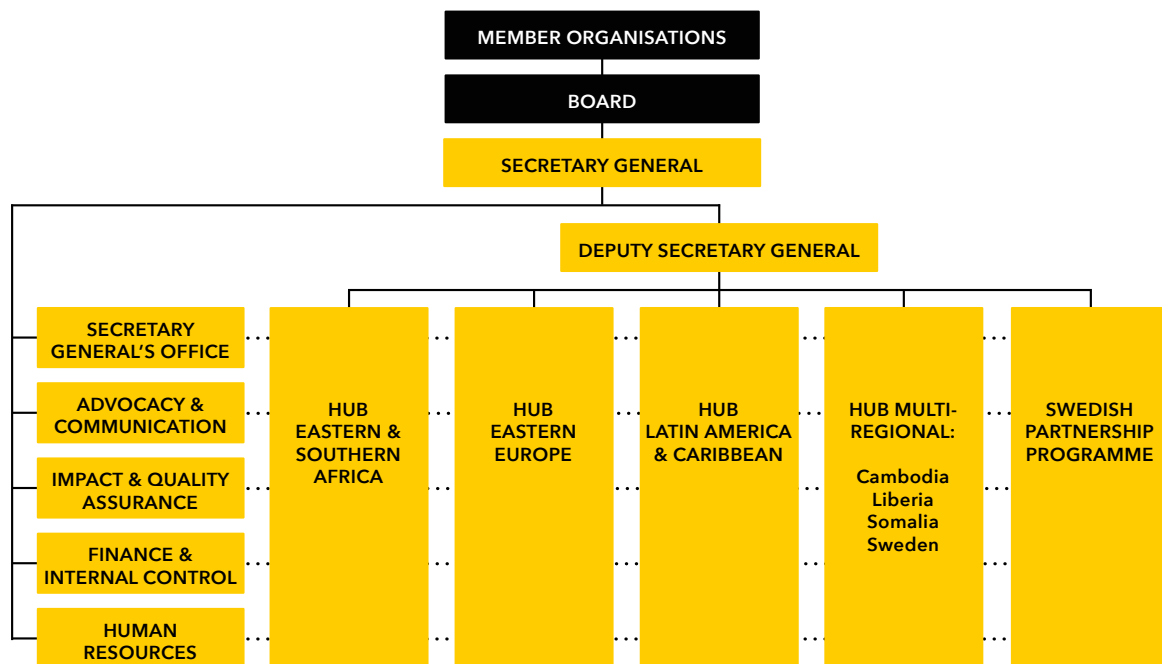 MEMBER ORGANISATIONS
BOARD
SECRETARY GENERAL
DEPUTY SECRETARY GENERAL
SECRETARY
GENERAL’S OFFICE
ADVOCACY &
COMMUNICATION
IMPACT & QUALITY
ASSURANCE
FINANCE &
INTERNAL CONTROL
HUMAN
RESOURCES
HUB
EASTERN &
SOUTHERN
AFRICA
HUB
EASTERN
EUROPE
HUB
LATIN AMERICA
& CARIBBEAN
HUB MULTI-
REGIONAL:
Cambodia
Liberia
Somalia
Sweden
SWEDISH
PARTNERSHIP
PROGRAMME